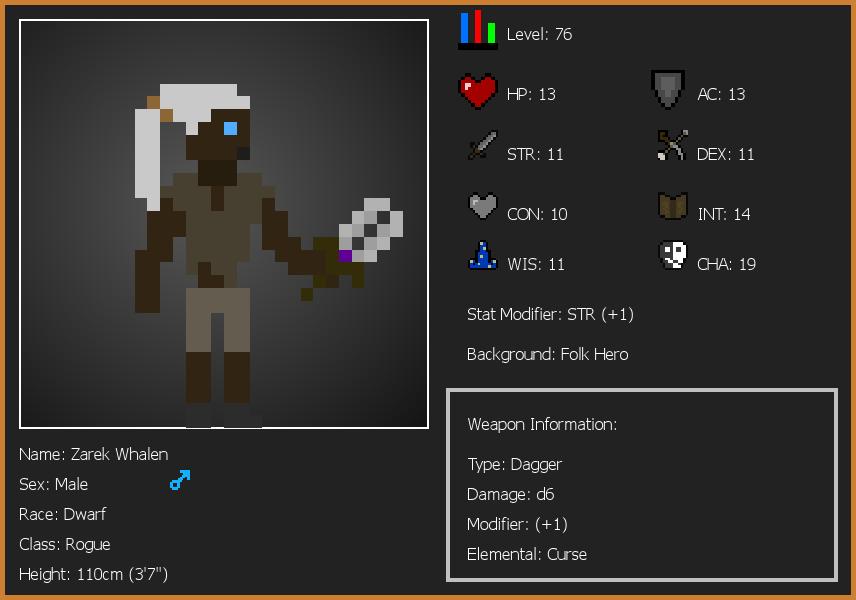 Level: 76
HP: 13
AC: 13
STR: 11
DEX: 11
CON: 10
INT: 14
WIS: 11
CHA: 19
Stat Modifier: STR (+1)
Background: Folk Hero
Weapon Information:
Type: Dagger
Damage: d6
Modifier: (+1)
Elemental: Curse
Name: Zarek Whalen
Sex: Male
Race: Dwarf
Class: Rogue
Height: 110cm (3'7")